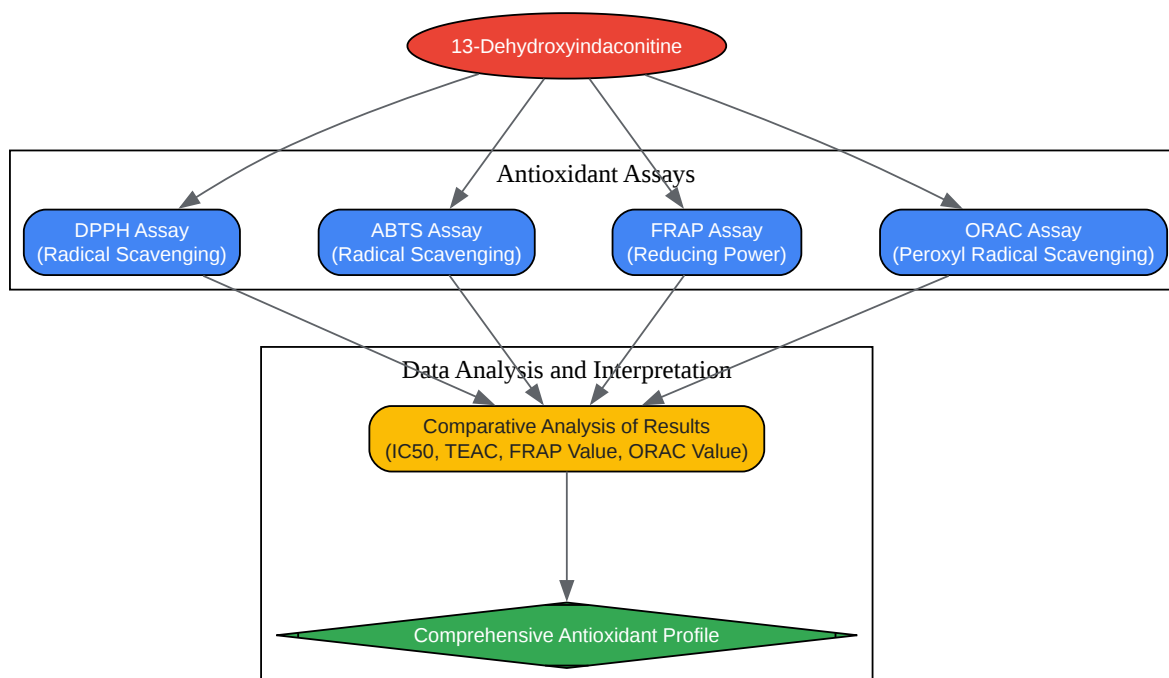 13-Dehydroxyindaconitine
Antioxidant Assays
DPPH Assay
(Radical Scavenging)
ABTS Assay
(Radical Scavenging)
FRAP Assay
(Reducing Power)
ORAC Assay
(Peroxyl Radical Scavenging)
Data Analysis and Interpretation
Comparative Analysis of Results
(IC50, TEAC, FRAP Value, ORAC Value)
Comprehensive Antioxidant Profile